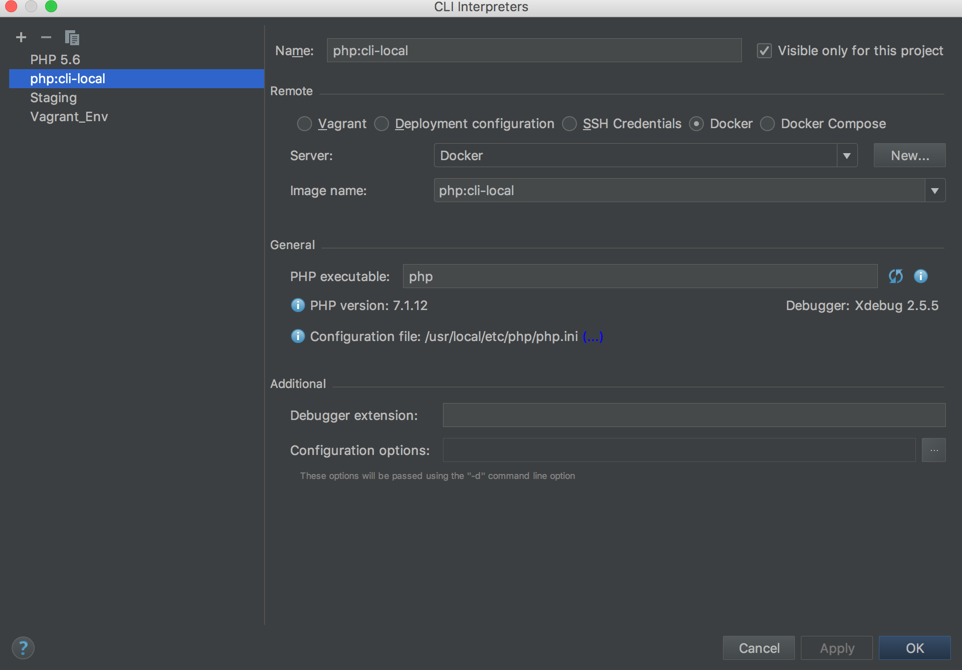 CLI Interpreters
PHP 5.6
php:cli-local
Staging
Vagrant_Env
Name: php:cli-local Visible only for this project
Remote
Vagrant Deployment configuration SSH Credentials Docker Docker Compose
Server: Docker New...
Image name: php:cli-local
General
PHP executable: php
PHP version: 7.1.12 Debugger: Xdebug 2.5.5
Configuration file: /usr/local/etc/php/php.ini (...)
Additional
Debugger extension:
Configuration options: ...
These options will be passed using the "-d" command line option
? Cancel Apply OK